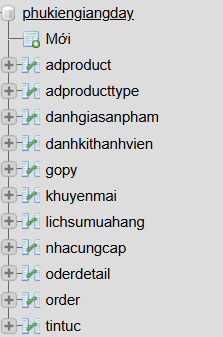 phukiengiangday
Mới
adproduct
adproducttype
danhgiasanpham
danhkithanhvien
gopy
khuyenmai
lichsumuahang
nhacungcap
oderdetail
order
tintuc